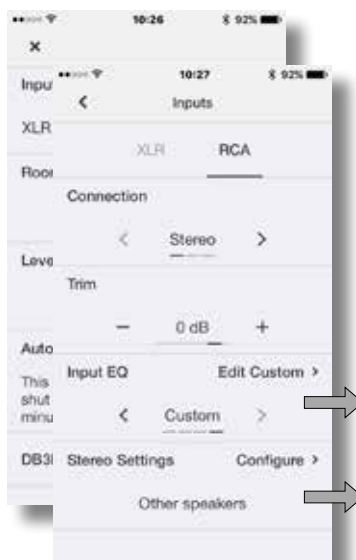 10:26 92%
×
Inpu
XLR
Roor
Leve
Auto
This
shut
minu
DB3
10:27 92%
< Inputs
XLR RCA
Connection
< Stereo >
Trim
− 0 dB +
Input EQ Edit Custom >
< Custom >
Stereo Settings Configure >
Other speakers